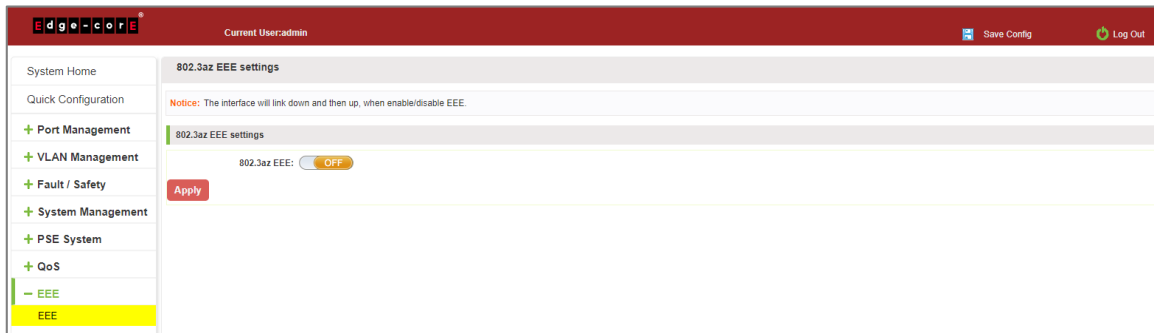 Edge-corE®
Current User:admin
Save Config
Log Out
System Home
Quick Configuration
+ Port Management
+ VLAN Management
+ Fault / Safety
+ System Management
+ PSE System
+ QoS
− EEE
EEE
802.3az EEE settings
Notice: The interface will link down and then up, when enable/disable EEE.
802.3az EEE settings
802.3az EEE: OFF
Apply